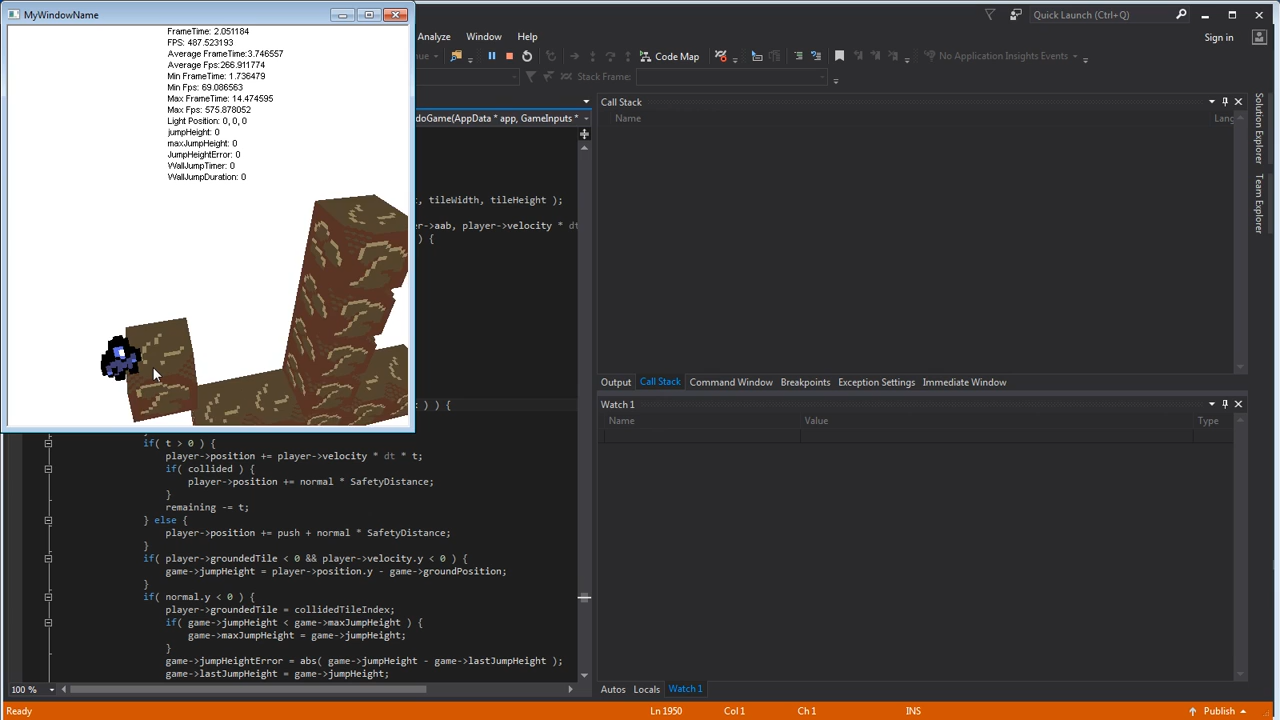 MyWindowName
FrameTime: 2.051184
FPS: 487.523193
Average FrameTime:3.746557
Average Fps:266.911774
Min FrameTime: 1.736479
Min Fps: 69.086563
Max FrameTime: 14.474595
Max Fps: 575.878052
Light Position: 0, 0, 0
jumpHeight: 0
maxJumpHeight: 0
JumpHeightError: 0
WallJumpTimer: 0
WallJumpDuration: 0
Quick Launch (Ctrl+Q)
Analyze Window Help
Sign in
Code Map
No Application Insights Events
Stack Frame:
doGame(AppData * app, GameInputs *
, tileWidth, tileHeight );
er->aab, player->velocity * dt
) {
: ) ) {
if( t > 0 ) {
player->position += player->velocity * dt * t;
if( collided ) {
player->position += normal * SafetyDistance;
}
remaining -= t;
} else {
player->position += push + normal * SafetyDistance;
}
if( player->groundedTile < 0 && player->velocity.y < 0 ) {
game->jumpHeight = player->position.y - game->groundPosition;
}
if( normal.y < 0 ) {
player->groundedTile = collidedTileIndex;
if( game->jumpHeight < game->maxJumpHeight ) {
game->maxJumpHeight = game->jumpHeight;
}
game->jumpHeightError = abs( game->jumpHeight - game->lastJumpHeight );
game->lastJumpHeight = game->jumpHeight;
100 %
Call Stack
Name Lang
Output Call Stack Command Window Breakpoints Exception Settings Immediate Window
Watch 1
Name Value Type
Autos Locals Watch 1
Solution Explorer
Team Explorer
Ready Ln 1950 Col 1 Ch 1 INS Publish